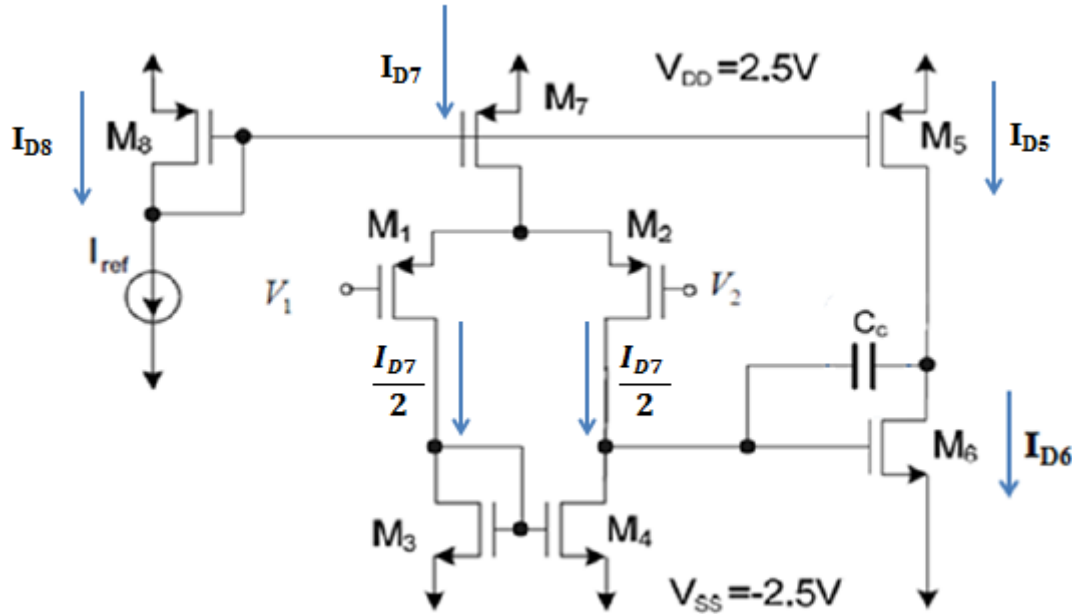 I_D7
V_DD =2.5V
M_8
M_7
M_5
I_D8
I_D5
M_1
M_2
I_ref
V_1
V_2
C_c
I_D7/2
I_D7/2
M_6
I_D6
M_3
M_4
V_SS =-2.5V